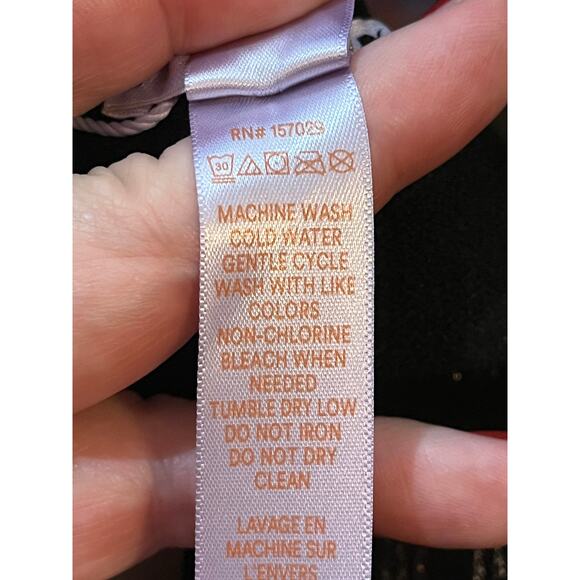 RN# 157029
30
MACHINE WASH
COLD WATER
GENTLE CYCLE
WASH WITH LIKE
COLORS
NON-CHLORINE
BLEACH WHEN
NEEDED
TUMBLE DRY LOW
DO NOT IRON
DO NOT DRY
CLEAN
LAVAGE EN
MACHINE SUR
L'ENVERS